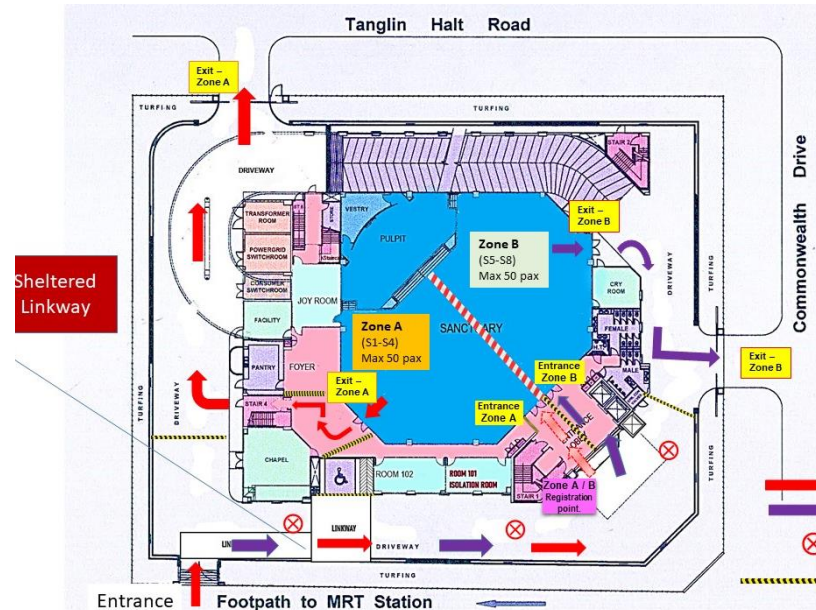 Tanglin Halt Road
Exit –
Zone A
TURFING
TURFING
STAIR 2
DRIVEWAY
Commonwealth Drive
TRANSFORMER
ROOM
STORE
VESTRY
PULPIT
Zone B
(S5-S8)
Max 50 pax
Exit –
Zone B
POWERGRID
SWITCHROOM
CONSUMER
SWITCHROOM
Sheltered
Linkway
JOY ROOM
CRY
ROOM
DRIVEWAY
TURFING
FACILITY
Zone A
(S1-S4)
Max 50 pax
SANCTUARY
FEMALE
MALE
Exit –
Zone B
FOYER
PANTRY
Exit –
Zone A
Entrance
Zone B
Entrance
Zone A
STAIR 4
TURFING
DRIVEWAY
CHAPEL
ROOM 102
ROOM 101
ISOLATION ROOM
STAIR 1
Zone A / B
Registration
point.
TURFING
LINKWAY
DRIVEWAY
TURFING
Entrance
Footpath to MRT Station